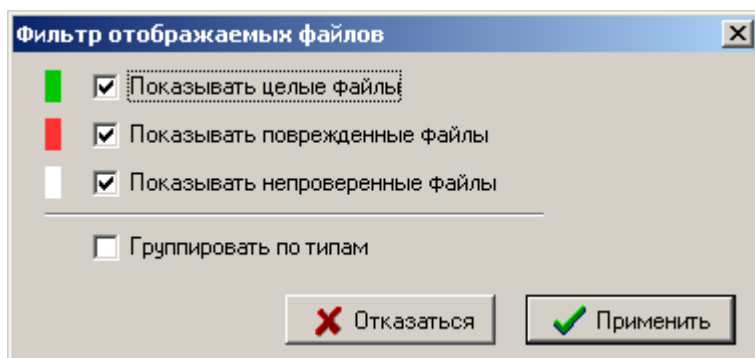 Фильтр отображаемых файлов
Показывать целые файлы
Показывать поврежденные файлы
Показывать непроверенные файлы
Группировать по типам
Отказаться
Применить